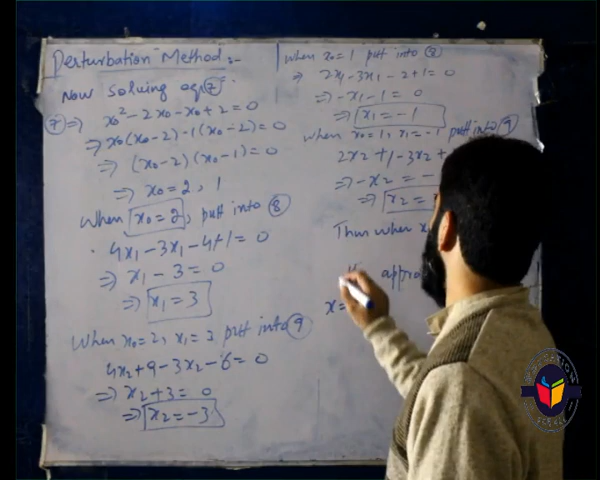 Perturbation Method:-
Now solving eq (7)
(7) ⇒ x0² - 2x0 - x0 + 2 = 0
⇒ x0(x0-2) -1(x0-2) = 0
⇒ (x0-2)(x0-1) = 0
⇒ x0 = 2, 1
When x0 = 2, put into (8)
4x1 - 3x1 - 4+1 = 0
⇒ x1 - 3 = 0
⇒ x1 = 3
When x0=2, x1= put into (9)
4x2+9-3x2-6=0
⇒ x2+3 = 0
⇒ x2 = -3
When x0=1 put into (8)
⇒ 2x1-3x1-2+1=0
⇒ -x1-1 = 0
⇒ x1 = -1
When x0=1, x1=-1 put into (9)
2x2+1-3x2+
⇒ -x2 = -
⇒ x2 =
Thus when
x=